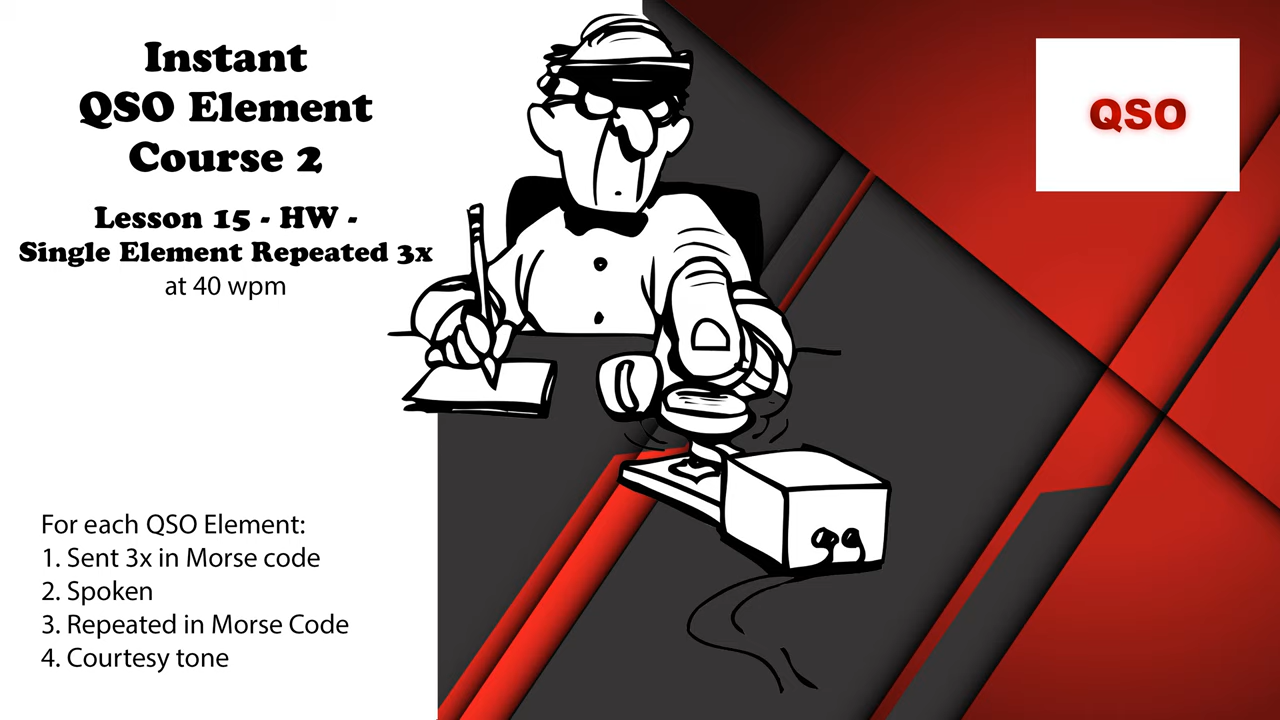 Instant
QSO Element
Course 2
Lesson 15 - HW -
Single Element Repeated 3x
at 40 wpm
QSO
For each QSO Element:
1. Sent 3x in Morse code
2. Spoken
3. Repeated in Morse Code
4. Courtesy tone